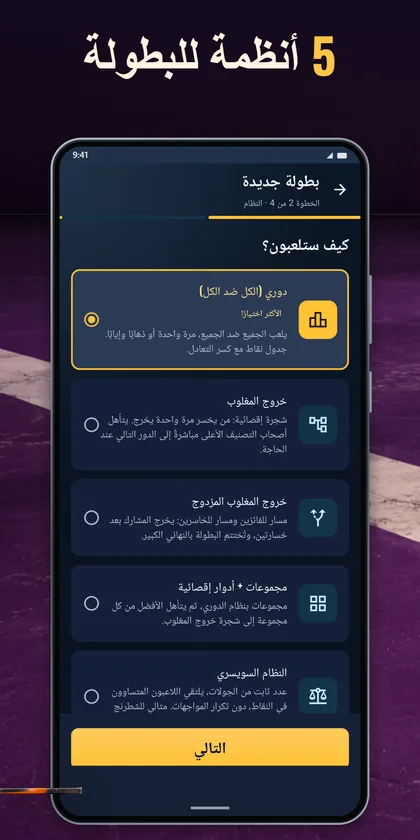 5 أنظمة للبطولة
9:41
بطولة جديدة
الخطوة 2 من 4 · النظام
كيف ستلعبون؟
دوري (الكل ضد الكل)
الأكثر اختيارًا
يلعب الجميع ضد الجميع، مرة واحدة أو ذهابًا وإيابًا.
جدول نقاط مع كسر التعادل.
خروج المغلوب
شجرة إقصائية: من يخسر مرة واحدة يخرج. يتأهل
أصحاب التصنيف الأعلى مباشرةً إلى الدور التالي عند
الحاجة.
خروج المغلوب المزدوج
مسار للفائزين ومسار للخاسرين: يخرج المشارك بعد
خسارتين، وتُختتم البطولة بالنهائي الكبير.
مجموعات + أدوار إقصائية
مجموعات بنظام الدوري، ثم يتأهل الأفضل من كل
مجموعة إلى شجرة خروج المغلوب.
النظام السويسري
عدد ثابت من الجولات، يلتقي اللاعبون المتساوون
في النقاط، دون تكرار المواجهات. مثالي للشطرنج
التالي